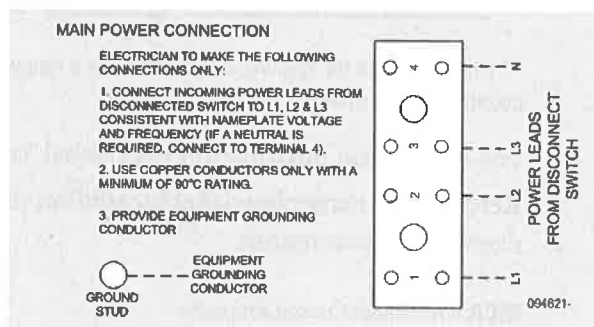 MAIN POWER CONNECTION
ELECTRICIAN TO MAKE THE FOLLOWING
CONNECTIONS ONLY:
1. CONNECT INCOMING POWER LEADS FROM
DISCONNECTED SWITCH TO L1, L2 & L3
CONSISTENT WITH NAMEPLATE VOLTAGE
AND FREQUENCY (IF A NEUTRAL IS
REQUIRED, CONNECT TO TERMINAL 4).
2. USE COPPER CONDUCTORS ONLY WITH A
MINIMUM OF 90°C RATING.
3. PROVIDE EQUIPMENT GROUNDING
CONDUCTOR
EQUIPMENT
GROUNDING
CONDUCTOR
GROUND
STUD
4 N
3 L3
2 L2
1 L1
POWER LEADS
FROM DISCONNECT
SWITCH
094621-